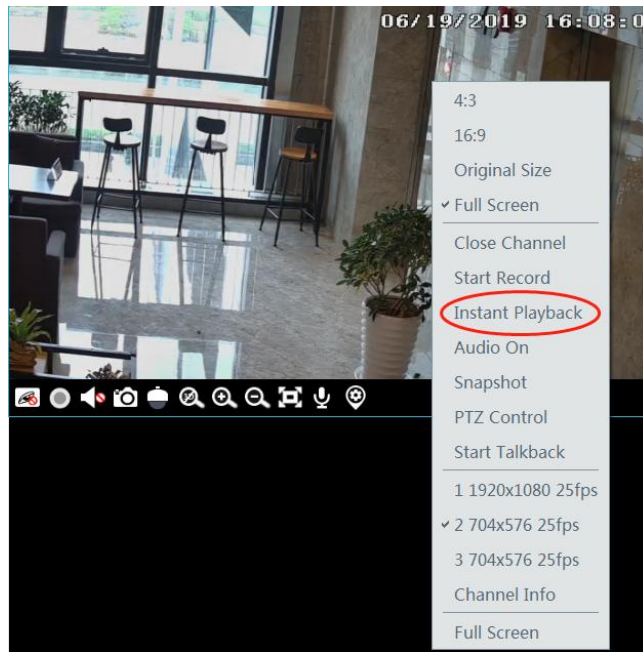 06/19/2019 16:08:0
4:3
16:9
Original Size
Full Screen
Close Channel
Start Record
Instant Playback
Audio On
Snapshot
PTZ Control
Start Talkback
1 1920x1080 25fps
2 704x576 25fps
3 704x576 25fps
Channel Info
Full Screen